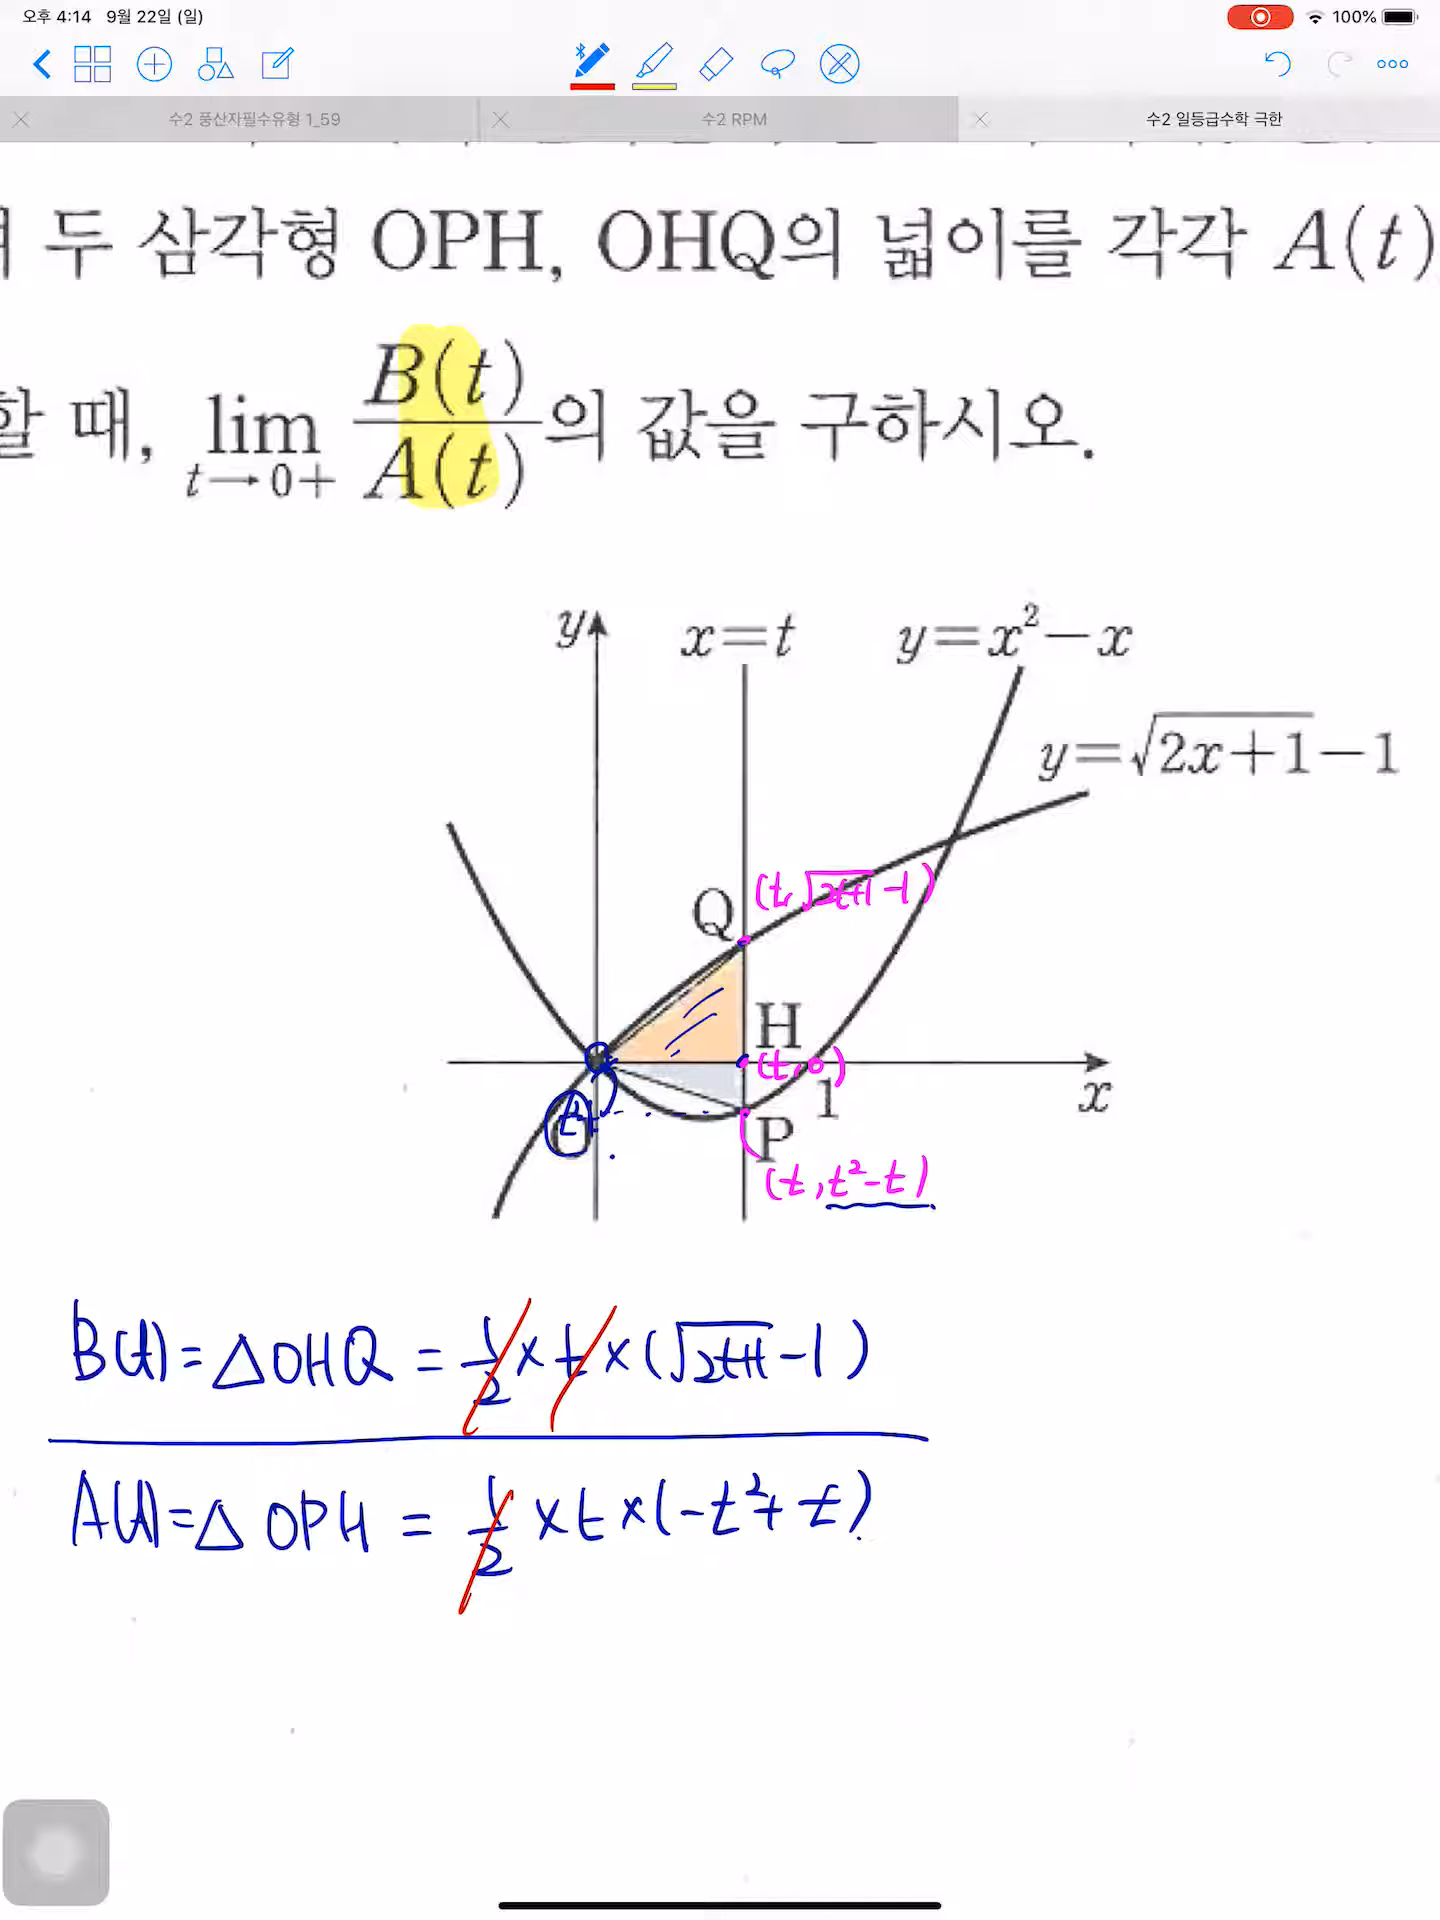 오후 4:14 9월 22일 (일) 100%
수2 풍산자필수유형 1_59 수2 RPM 수2 일등급수학 극한
두 삼각형 OPH, OHQ의 넓이를 각각 A(t)
할 때, lim t→0+ B(t)/A(t) 의 값을 구하시오.
y x=t y=x²-x
y=√2x+1-1
Q (t, √2t+1-1)
H
(t, 0)
1 x
P
(t, t²-t)
B(t)=△OHQ = 1/2 × t × (√2t+1-1)
A(t)=△OPH = 1/2 × t × (-t²+t)